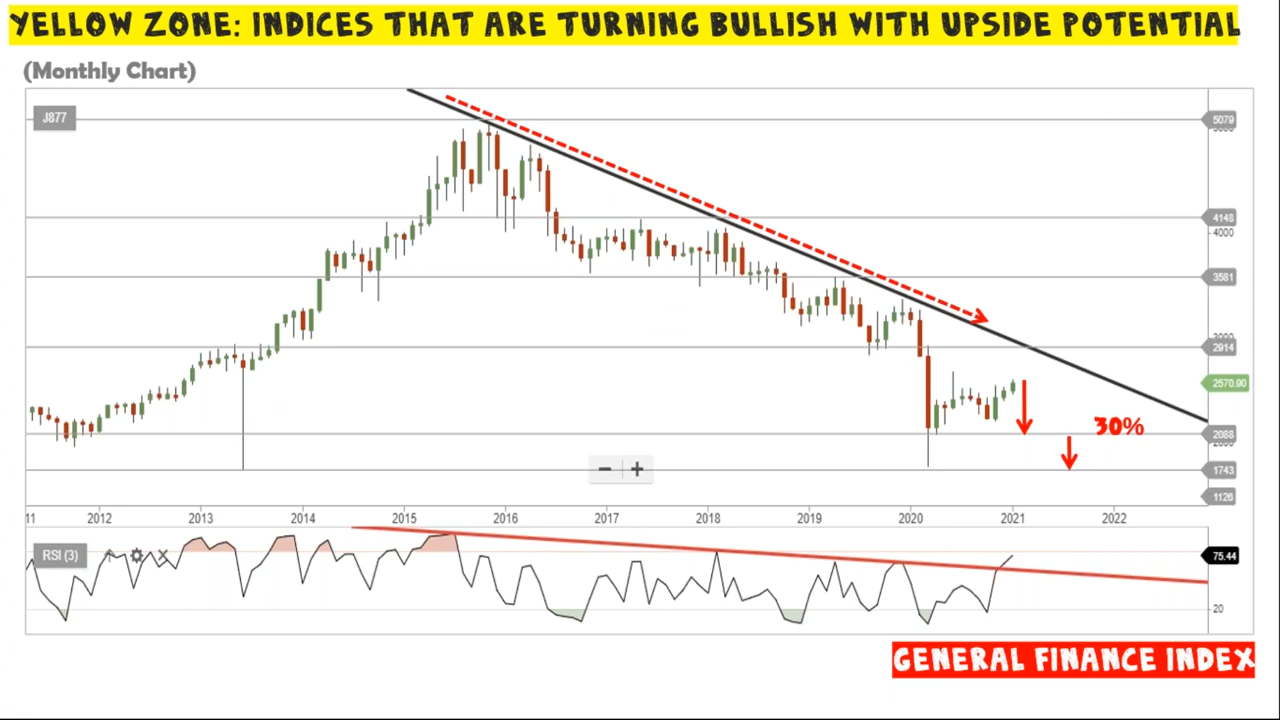 YELLOW ZONE: INDICES THAT ARE TURNING BULLISH WITH UPSIDE POTENTIAL
(Monthly Chart)
J877
5079
4148
4000
3581
2914
2570.90
30%
2088
1743
1126
11 2012 2013 2014 2015 2016 2017 2018 2019 2020 2021 2022
RSI (3)
75.44
20
GENERAL FINANCE INDEX